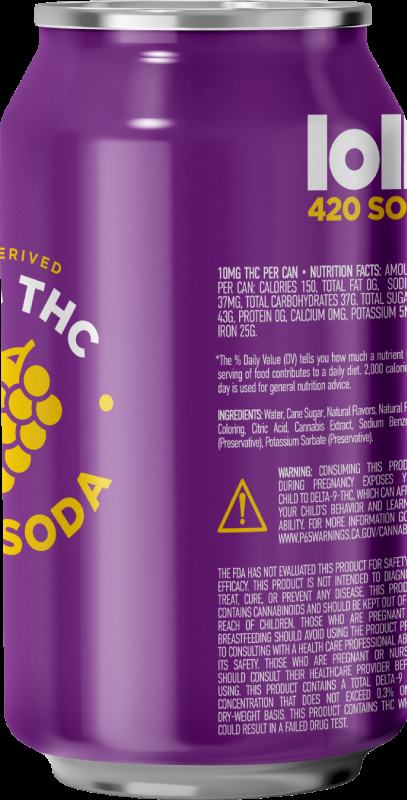 lol
420 SO
ERIVED
THC
SODA
10MG THC PER CAN • NUTRITION FACTS: AMOU
PER CAN: CALORIES 150, TOTAL FAT 0G, SODI
37MG, TOTAL CARBOHYDRATES 37G, TOTAL SUGA
43G, PROTEIN 0G, CALCIUM 0MG, POTASSIUM 5M
IRON 25G.
*The % Daily Value (DV) tells you how much a nutrient i
serving of food contributes to a daily diet. 2,000 calorie
day is used for general nutrition advice.
INGREDIENTS: Water, Cane Sugar, Natural Flavors, Natural F
Coloring, Citric Acid, Cannabis Extract, Sodium Benzo
(Preservative), Potassium Sorbate (Preservative).
WARNING: CONSUMING THIS PROD
DURING PREGNANCY EXPOSES Y
CHILD TO DELTA-9-THC, WHICH CAN AFF
YOUR CHILD'S BEHAVIOR AND LEARN
ABILITY. FOR MORE INFORMATION GO
WWW.P65WARNINGS.CA.GOV/CANNAB
THE FDA HAS NOT EVALUATED THIS PRODUCT FOR SAFETY
EFFICACY. THIS PRODUCT IS NOT INTENDED TO DIAGN
TREAT, CURE, OR PREVENT ANY DISEASE. THIS PROD
CONTAINS CANNABINOIDS AND SHOULD BE KEPT OUT OF
REACH OF CHILDREN. THOSE WHO ARE PREGNANT
BREASTFEEDING SHOULD AVOID USING THE PRODUCT PR
TO CONSULTING WITH A HEALTH CARE PROFESSIONAL AB
ITS SAFETY. THOSE WHO ARE PREGNANT OR NURS
SHOULD CONSULT THEIR HEALTHCARE PROVIDER BEF
USING. THIS PRODUCT CONTAINS A TOTAL DELTA-9
CONCENTRATION THAT DOES NOT EXCEED 0.3% ON
DRY-WEIGHT BASIS. THIS PRODUCT CONTAINS THC WH
COULD RESULT IN A FAILED DRUG TEST.